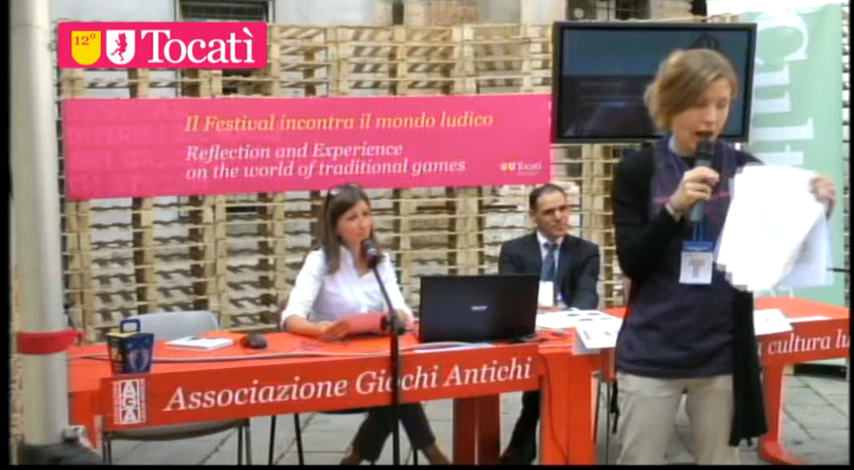 12º Tocatì
Il Festival incontra il mondo ludico
Reflection and Experience
on the world of traditional games
Tocatì
Associazione Giochi Antichi
AGA
a cultura lu